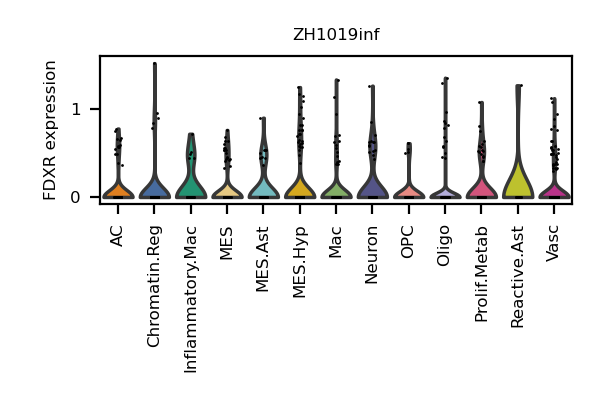 ZH1019inf
FDXR expression
1
0
AC
Chromatin.Reg
Inflammatory.Mac
MES
MES.Ast
MES.Hyp
Mac
Neuron
OPC
Oligo
Prolif.Metab
Reactive.Ast
Vasc